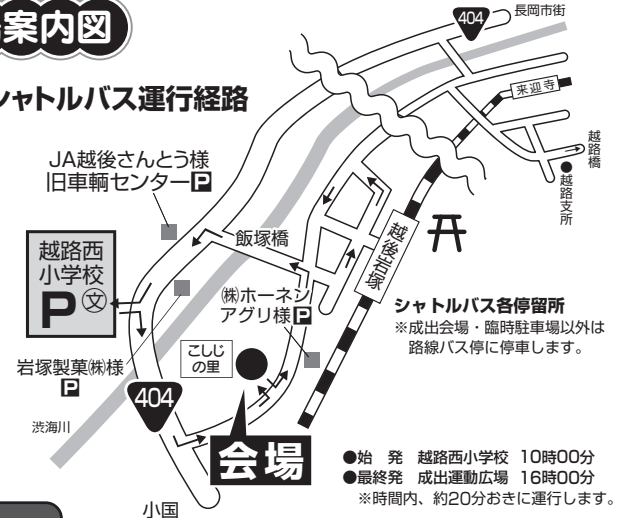 案内図
シャトルバス運行経路
404
長岡市街
来迎寺
越路橋
越路支所
JA越後さんとう様
旧車輌センターP
飯塚橋
越後岩塚
越路西
小学校
P 文
㈱ホーネン
アグリ様P
シャトルバス各停留所
※成出会場・臨時駐車場以外は
路線バス停に停車します。
岩塚製菓㈱様
P
こしじ
の里
404
渋海川
会場
小国
●始　発　越路西小学校　10時00分
●最終発　成出運動広場　16時00分
※時間内、約20分おきに運行します。